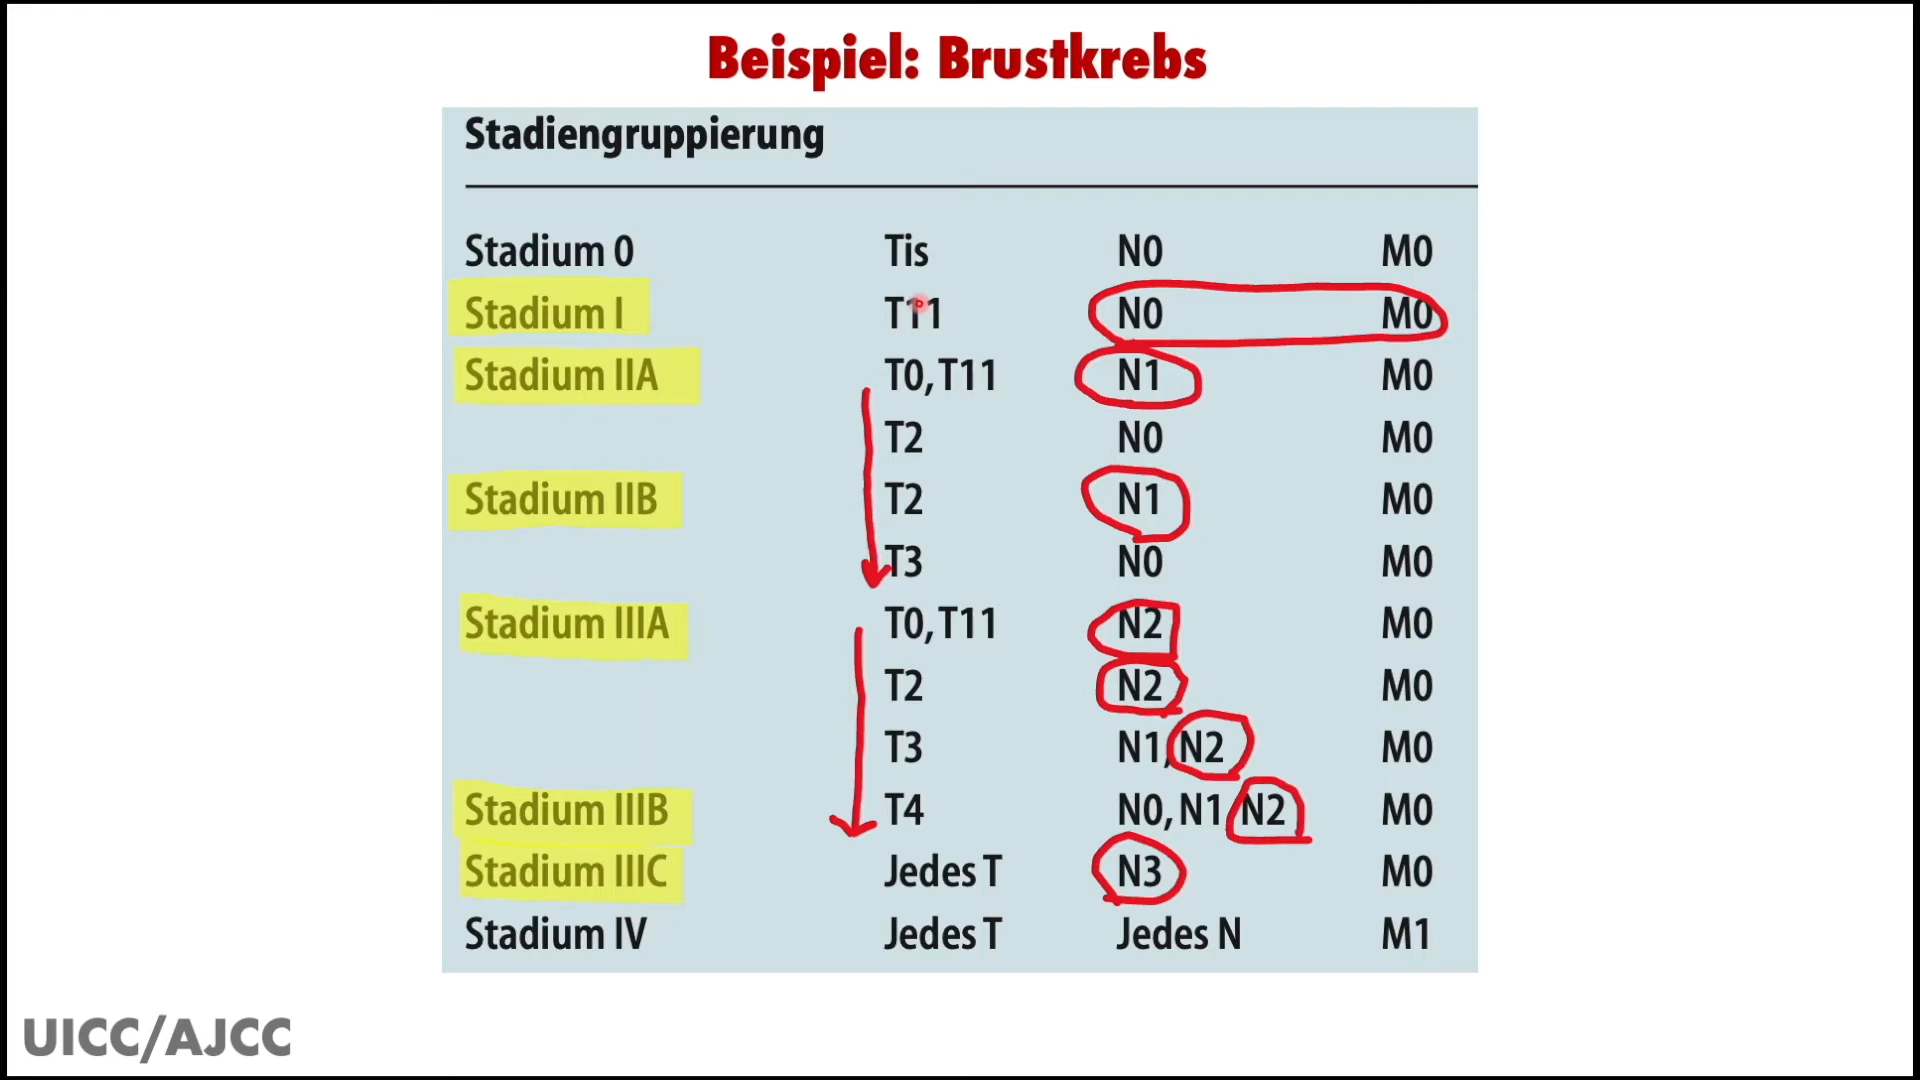 Beispiel: Brustkrebs
Stadiengruppierung
Stadium 0 Tis N0 M0
Stadium I T11 N0 M0
Stadium IIA T0, T11 N1 M0
T2 N0 M0
Stadium IIB T2 N1 M0
T3 N0 M0
Stadium IIIA T0, T11 N2 M0
T2 N2 M0
T3 N1, N2 M0
Stadium IIIB T4 N0, N1 N2 M0
Stadium IIIC Jedes T N3 M0
Stadium IV Jedes T Jedes N M1
UICC/AJCC